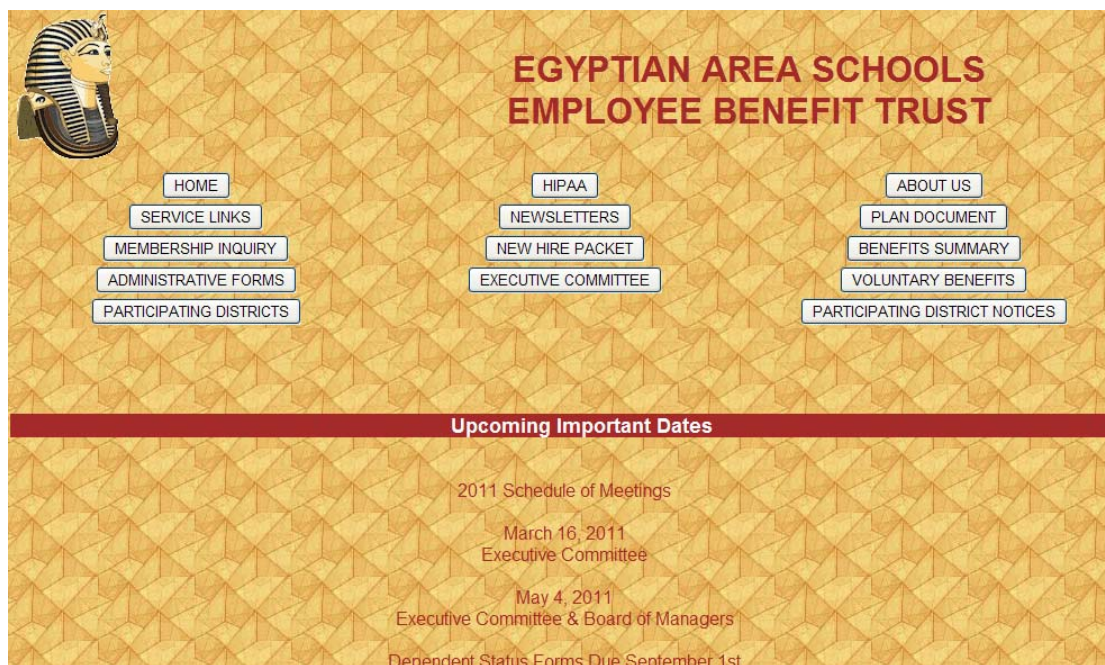 EGYPTIAN AREA SCHOOLS
EMPLOYEE BENEFIT TRUST
HOME
SERVICE LINKS
MEMBERSHIP INQUIRY
ADMINISTRATIVE FORMS
PARTICIPATING DISTRICTS
HIPAA
NEWSLETTERS
NEW HIRE PACKET
EXECUTIVE COMMITTEE
ABOUT US
PLAN DOCUMENT
BENEFITS SUMMARY
VOLUNTARY BENEFITS
PARTICIPATING DISTRICT NOTICES
Upcoming Important Dates
2011 Schedule of Meetings
March 16, 2011
Executive Committee
May 4, 2011
Executive Committee & Board of Managers
Dependent Status Forms Due September 1st